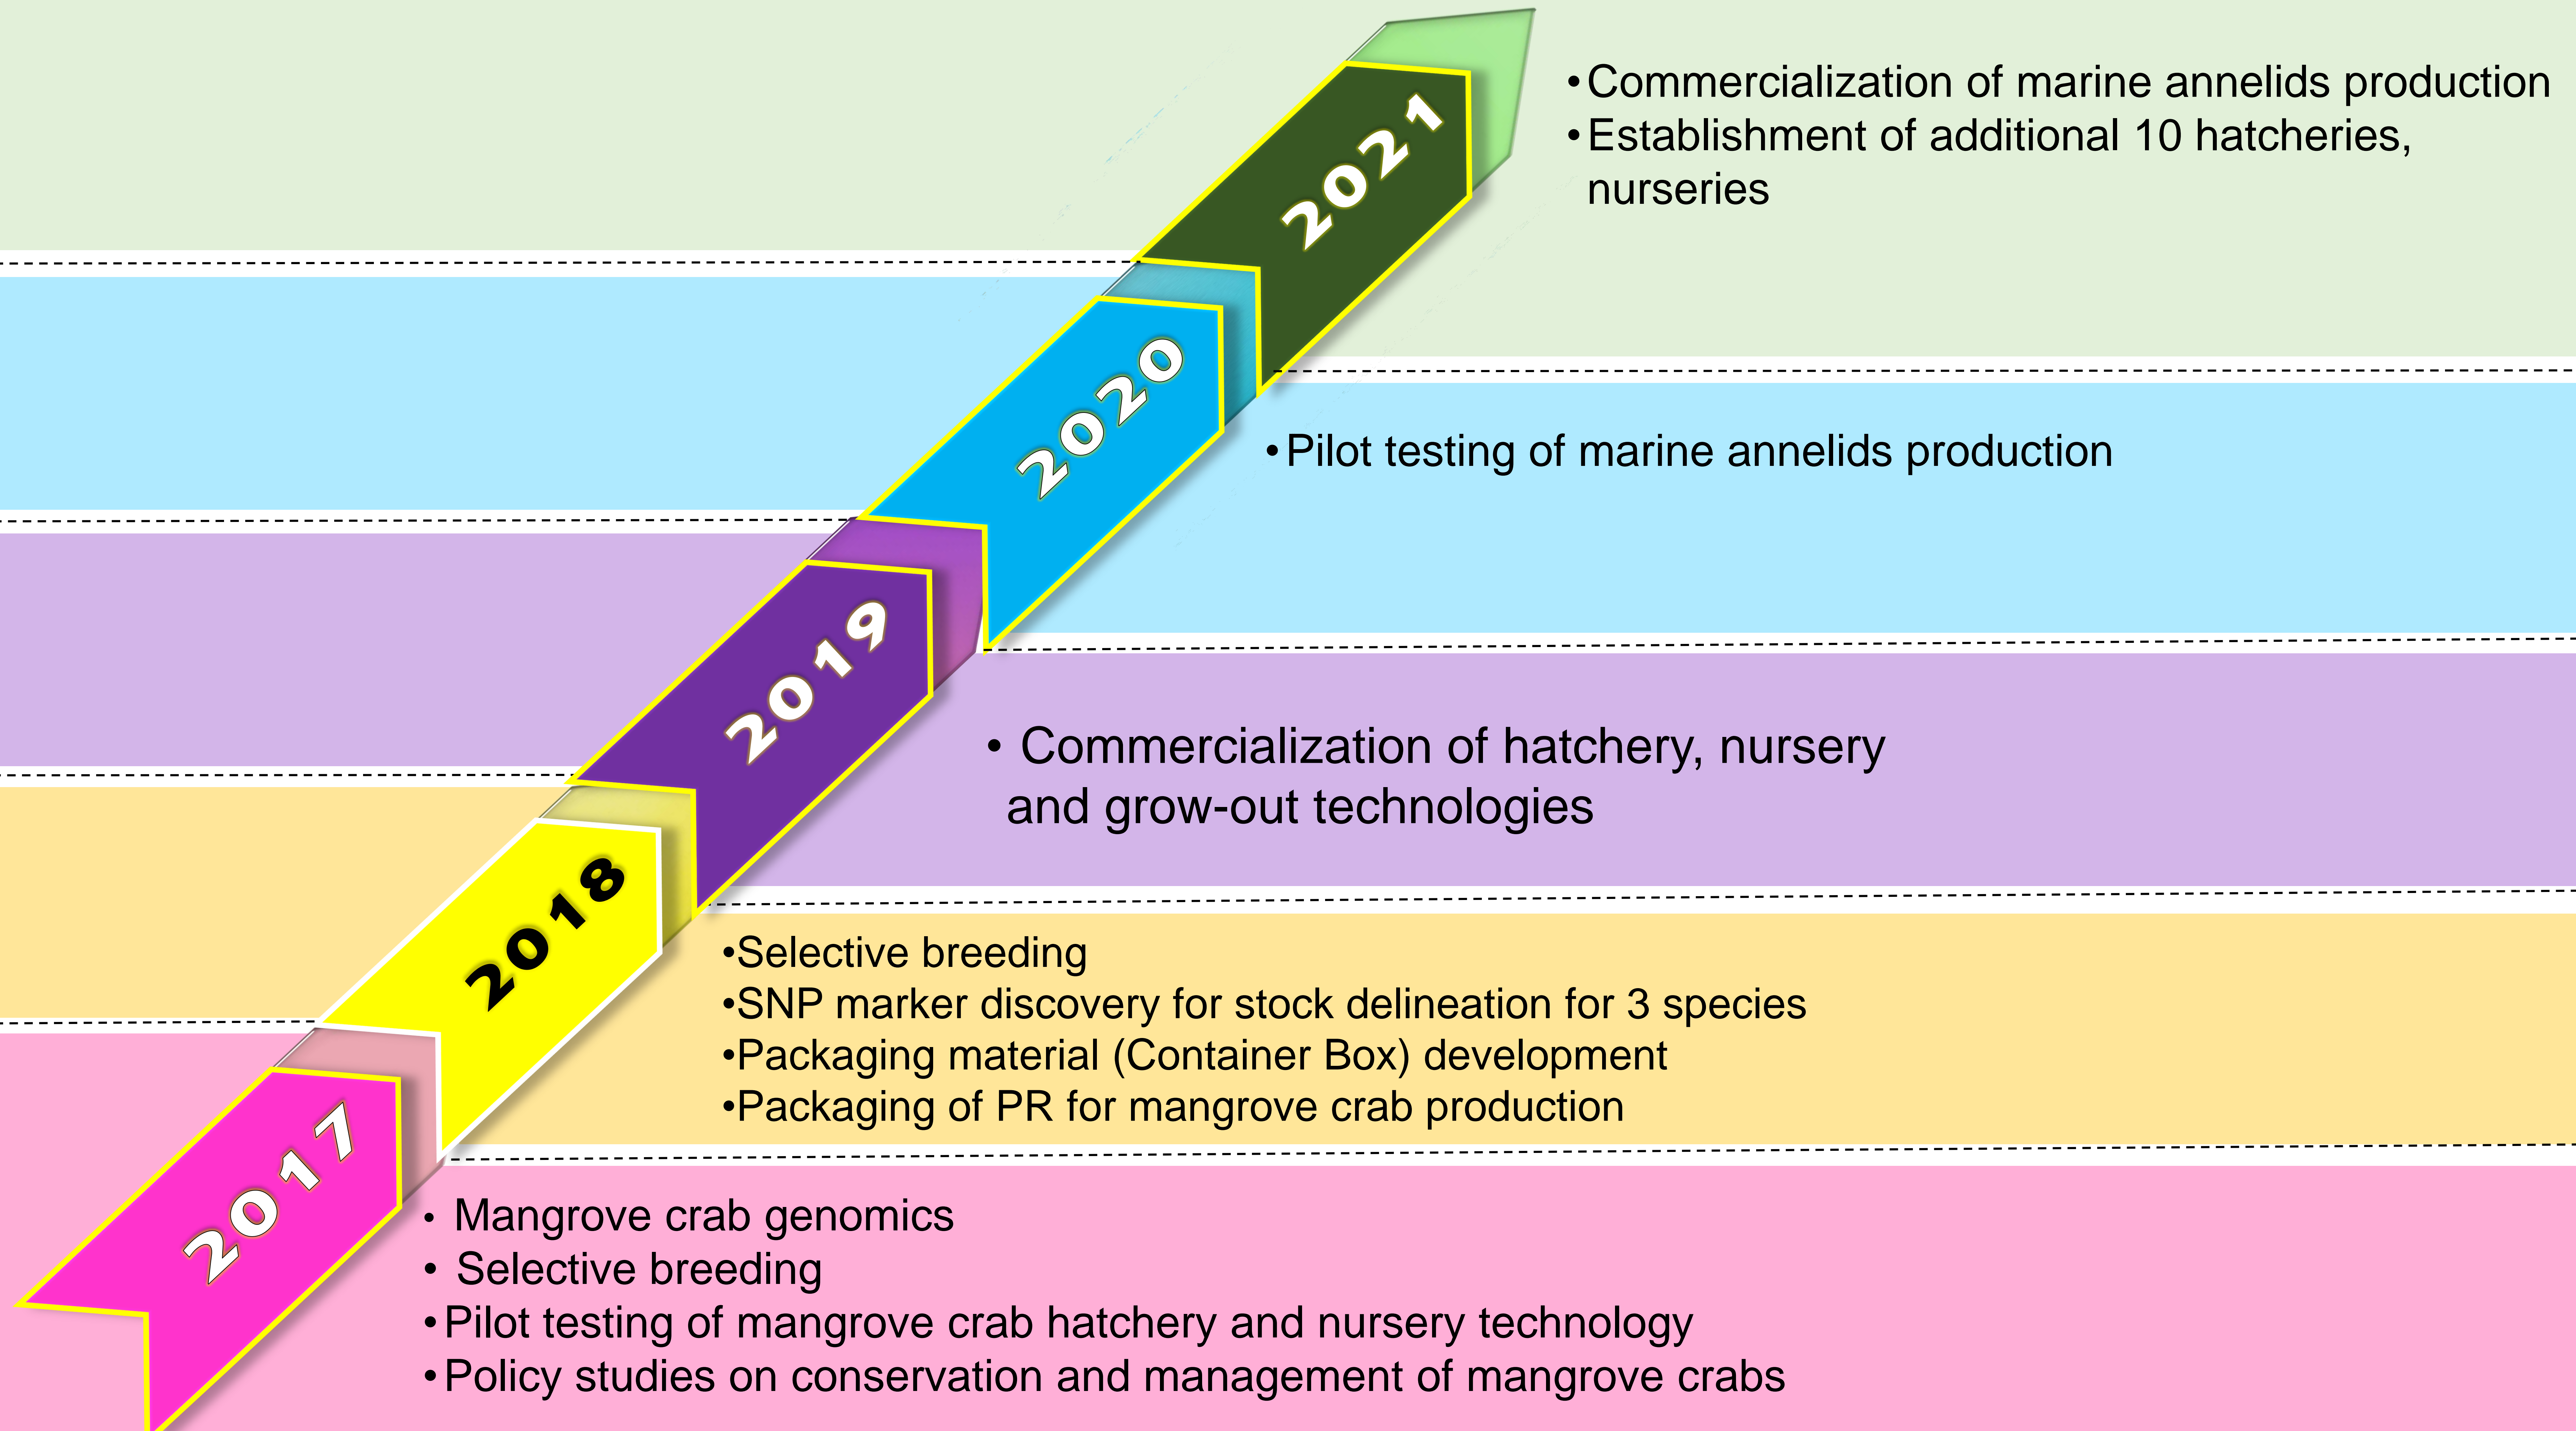 2021
•Commercialization of marine annelids production
•Establishment of additional 10 hatcheries,
nurseries
2020
•Pilot testing of marine annelids production
2019
• Commercialization of hatchery, nursery
and grow-out technologies
2018
•Selective breeding
•SNP marker discovery for stock delineation for 3 species
•Packaging material (Container Box) development
•Packaging of PR for mangrove crab production
2017
• Mangrove crab genomics
• Selective breeding
•Pilot testing of mangrove crab hatchery and nursery technology
•Policy studies on conservation and management of mangrove crabs